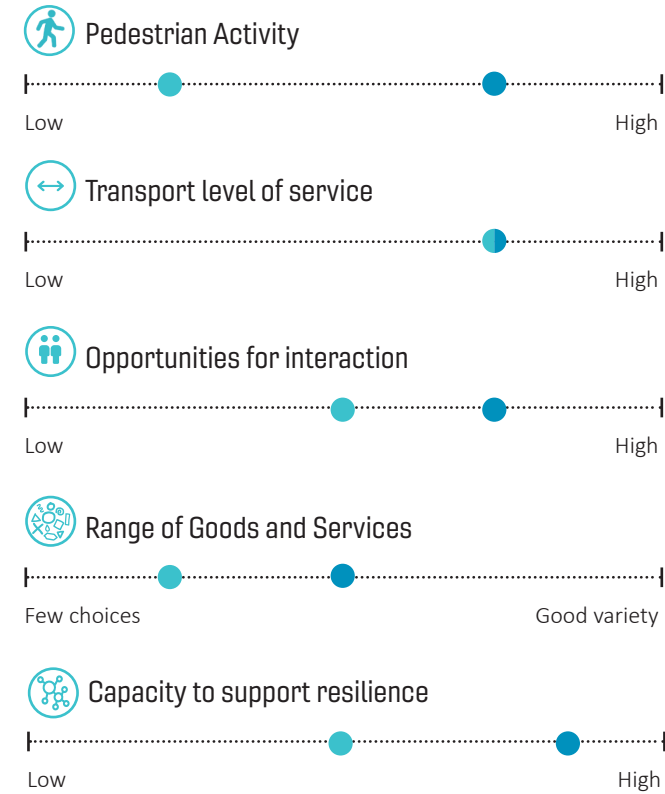 Pedestrian Activity
Low High
Transport level of service
Low High
Opportunities for interaction
Low High
Range of Goods and Services
Few choices Good variety
Capacity to support resilience
Low High